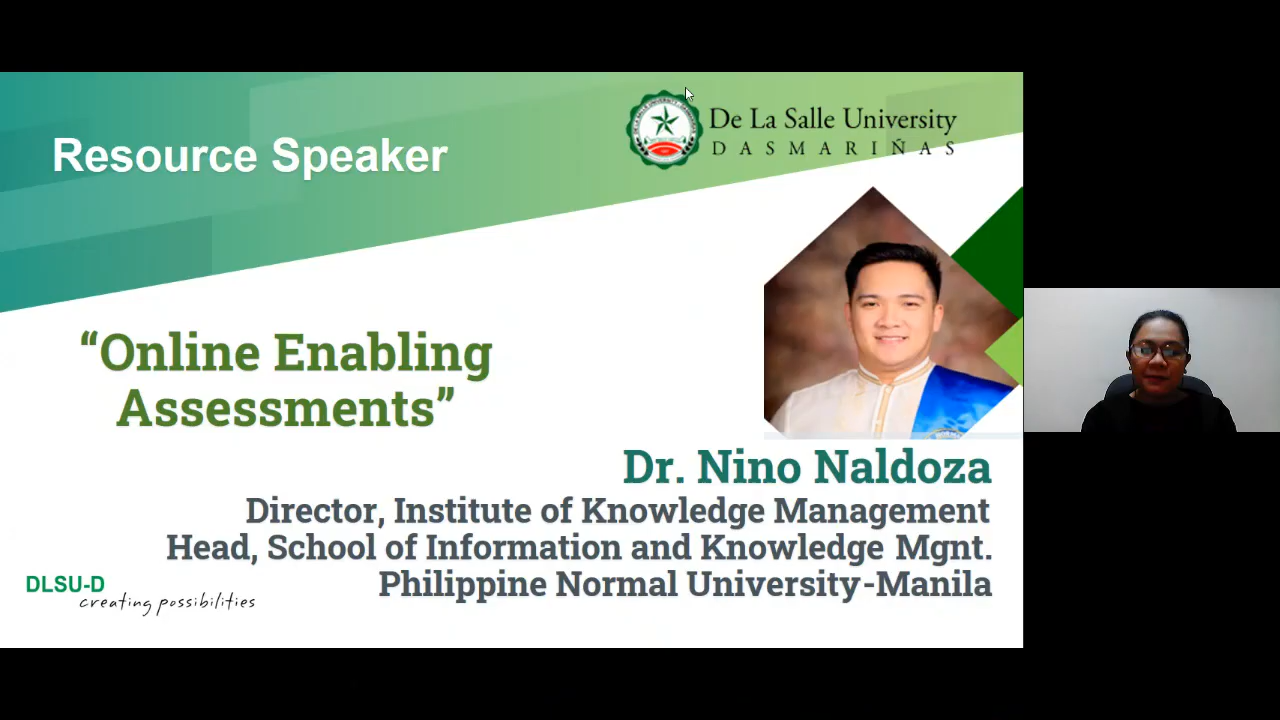 Resource Speaker
De La Salle University
DASMARIÑAS
“Online Enabling
Assessments”
Dr. Nino Naldoza
Director, Institute of Knowledge Management
Head, School of Information and Knowledge Mgnt.
Philippine Normal University-Manila
DLSU-D
creating possibilities